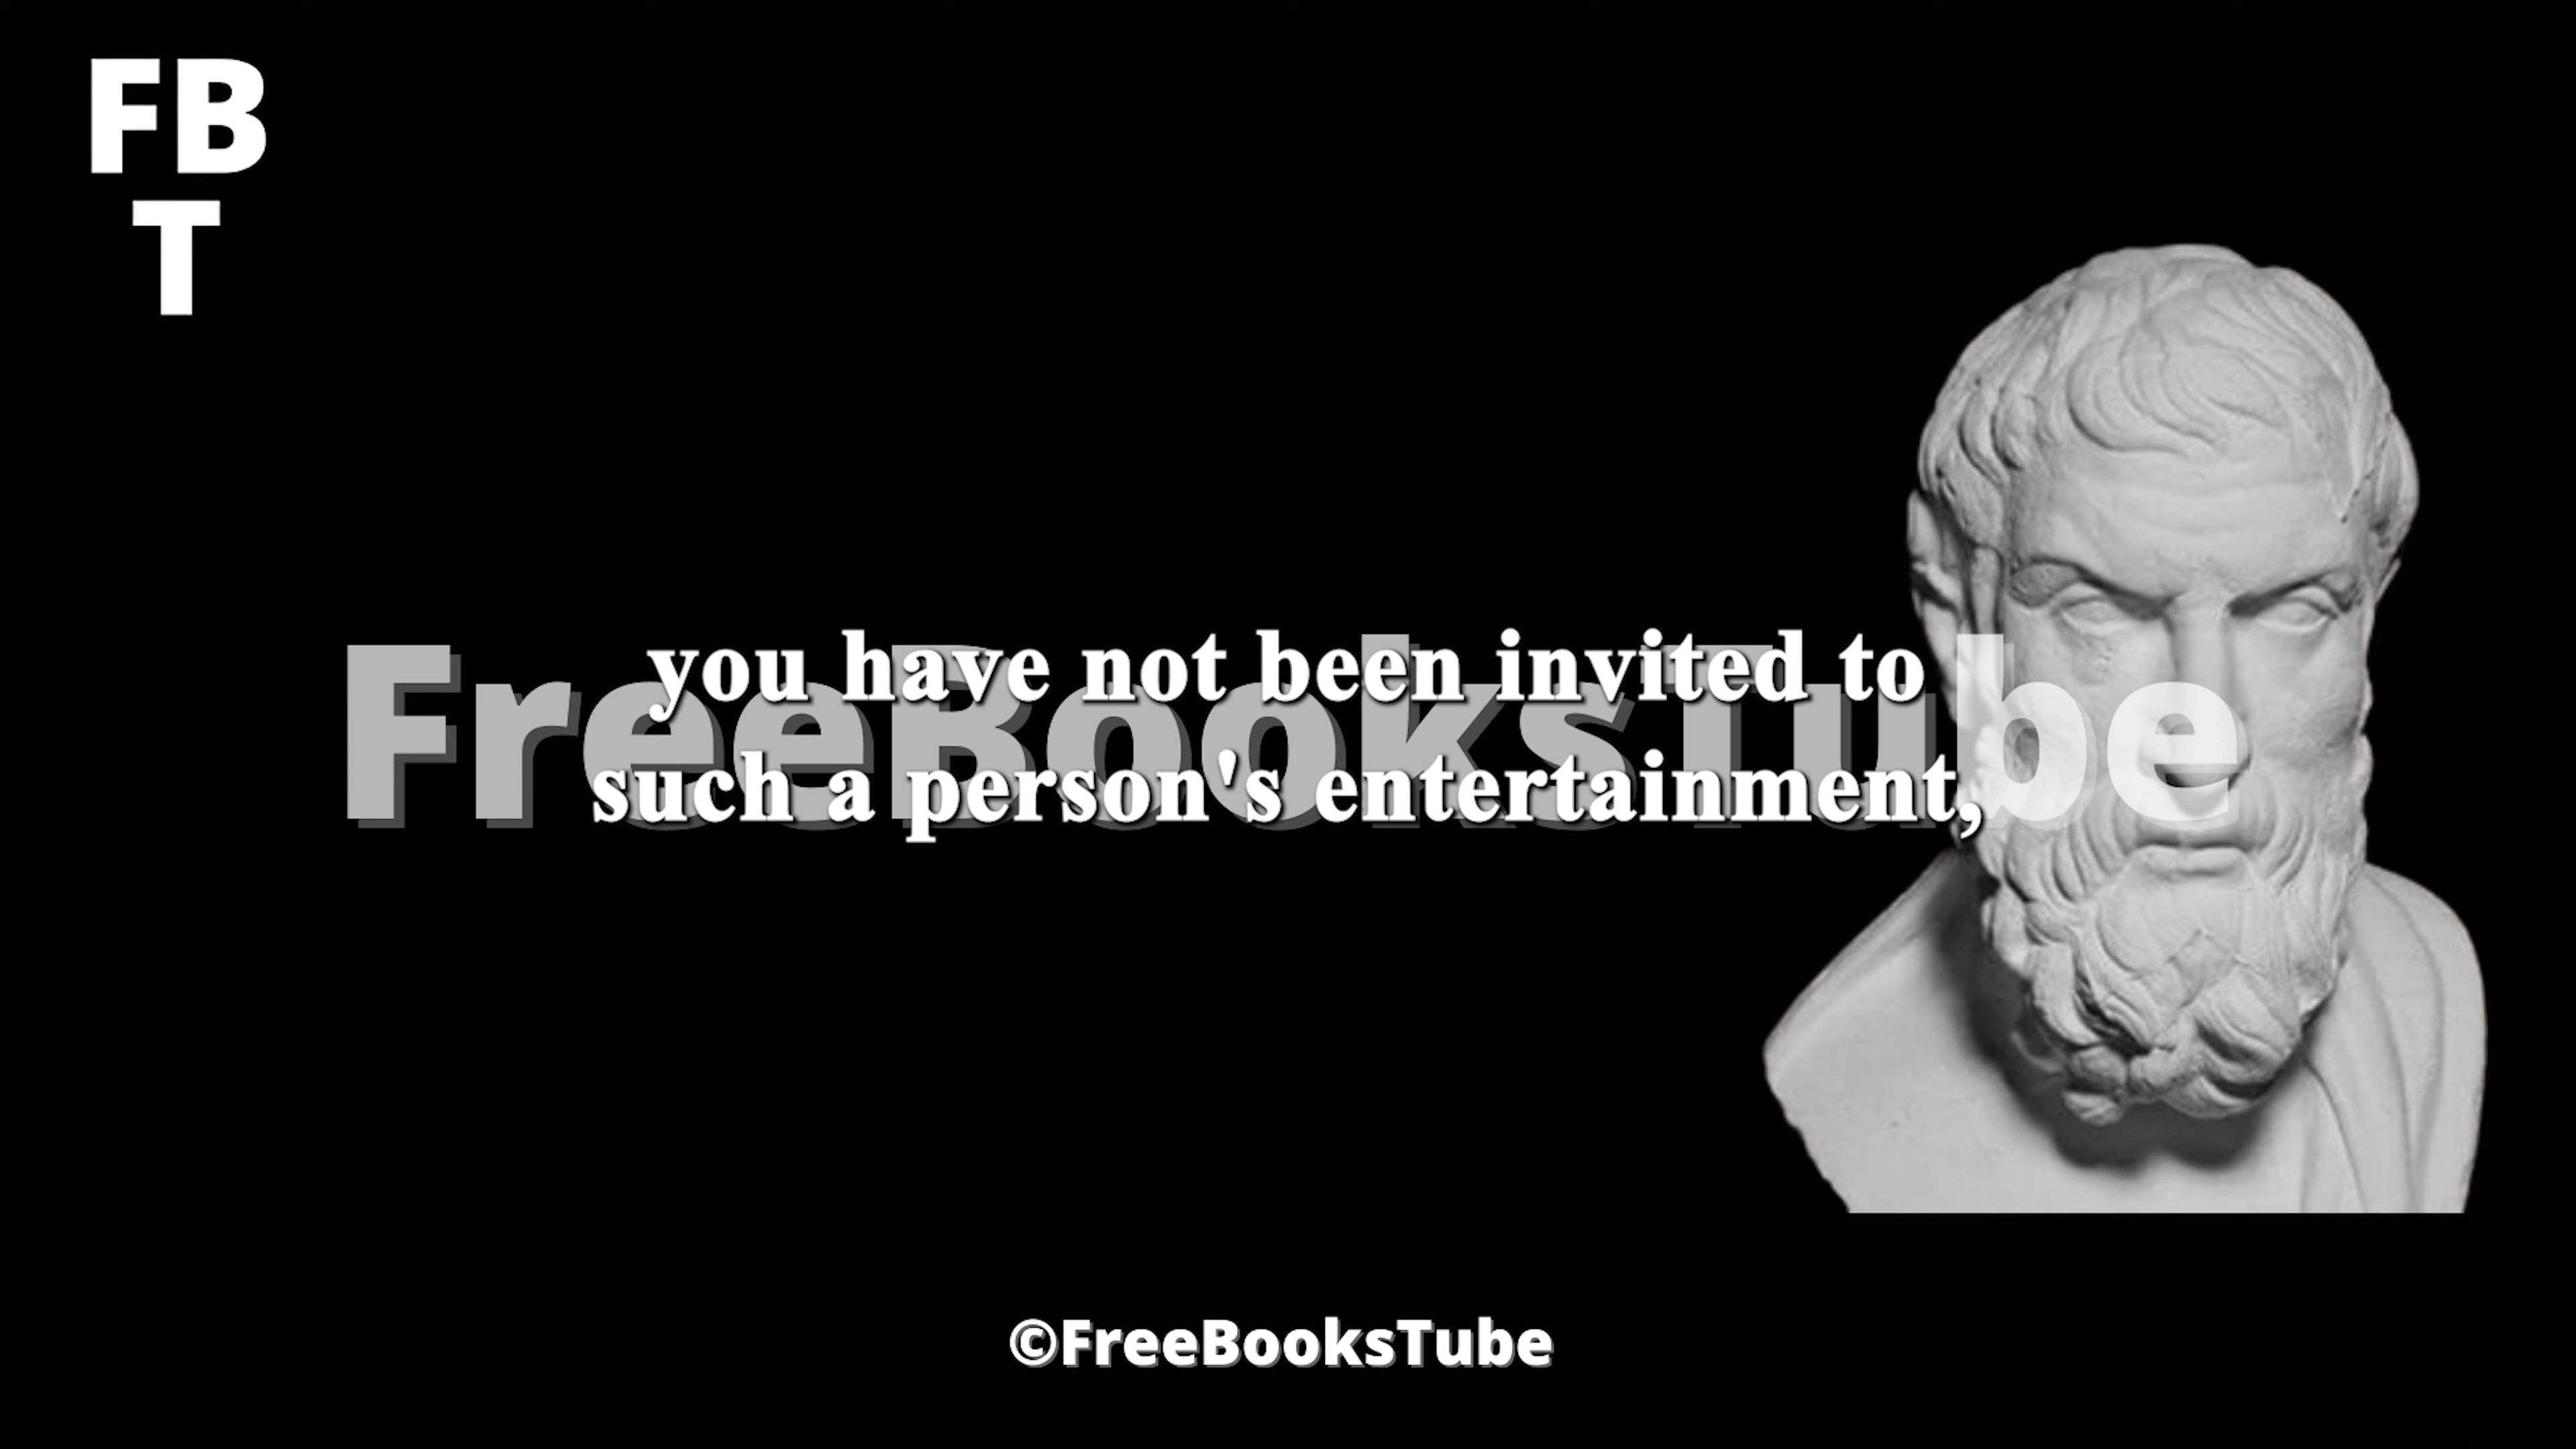 FB
T
you have not been invited to
FreeBooksTube
such a person's entertainment,
©FreeBooksTube